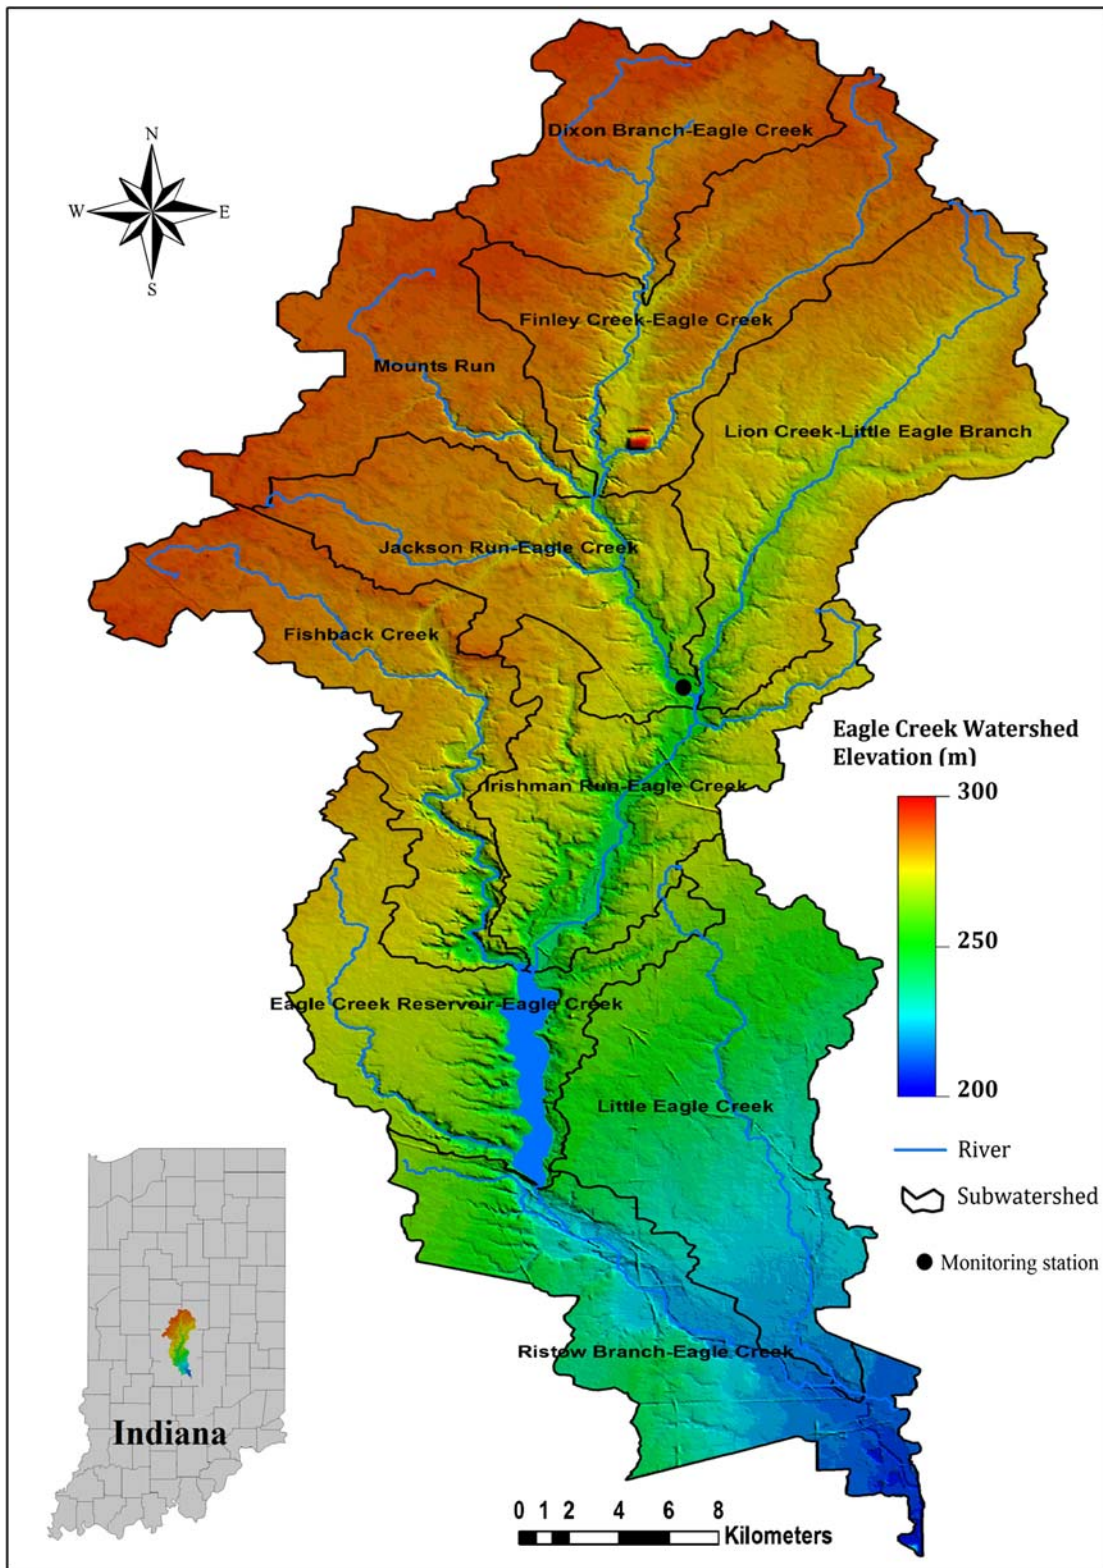 N
W
E
S
Dixon Branch-Eagle Creek
Finley Creek-Eagle Creek
Mounts Run
Lion Creek-Little Eagle Branch
Jackson Run-Eagle Creek
Fishback Creek
Irishman Run-Eagle Creek
Eagle Creek Reservoir-Eagle Creek
Little Eagle Creek
Ristow Branch-Eagle Creek
Eagle Creek Watershed
Elevation (m)
300
250
200
River
Subwatershed
Monitoring station
Indiana
0 1 2 4 6 8
Kilometers